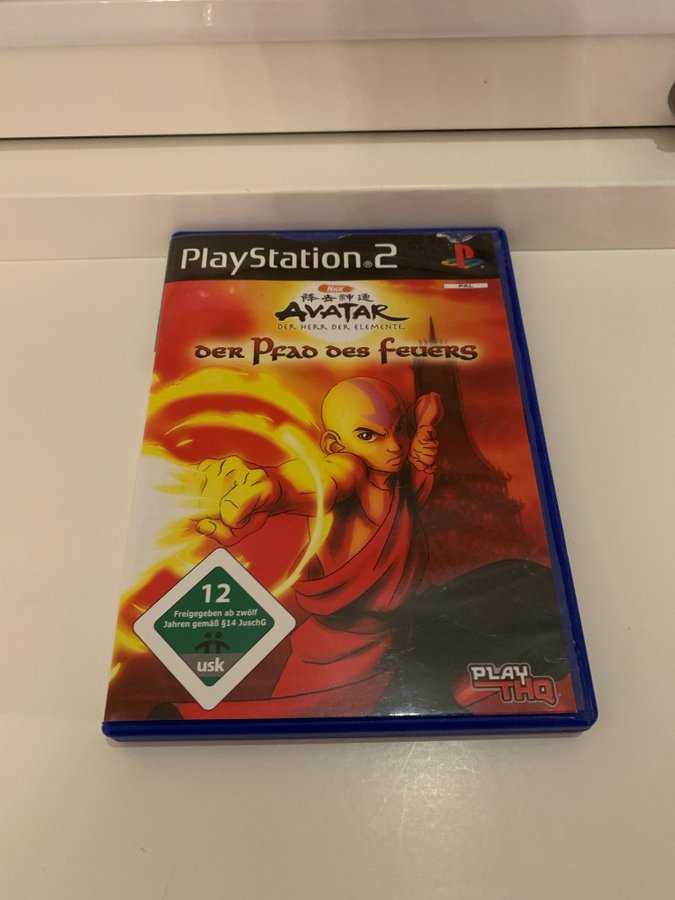 PlayStation®2
PAL
NICK
降去神通
AVATAR
DER HERR DER ELEMENTE
Der Pfad des Feuers
12
Freigegeben ab zwölf
Jahren gemäß §14 JuschG
usk
PLAY
THQ